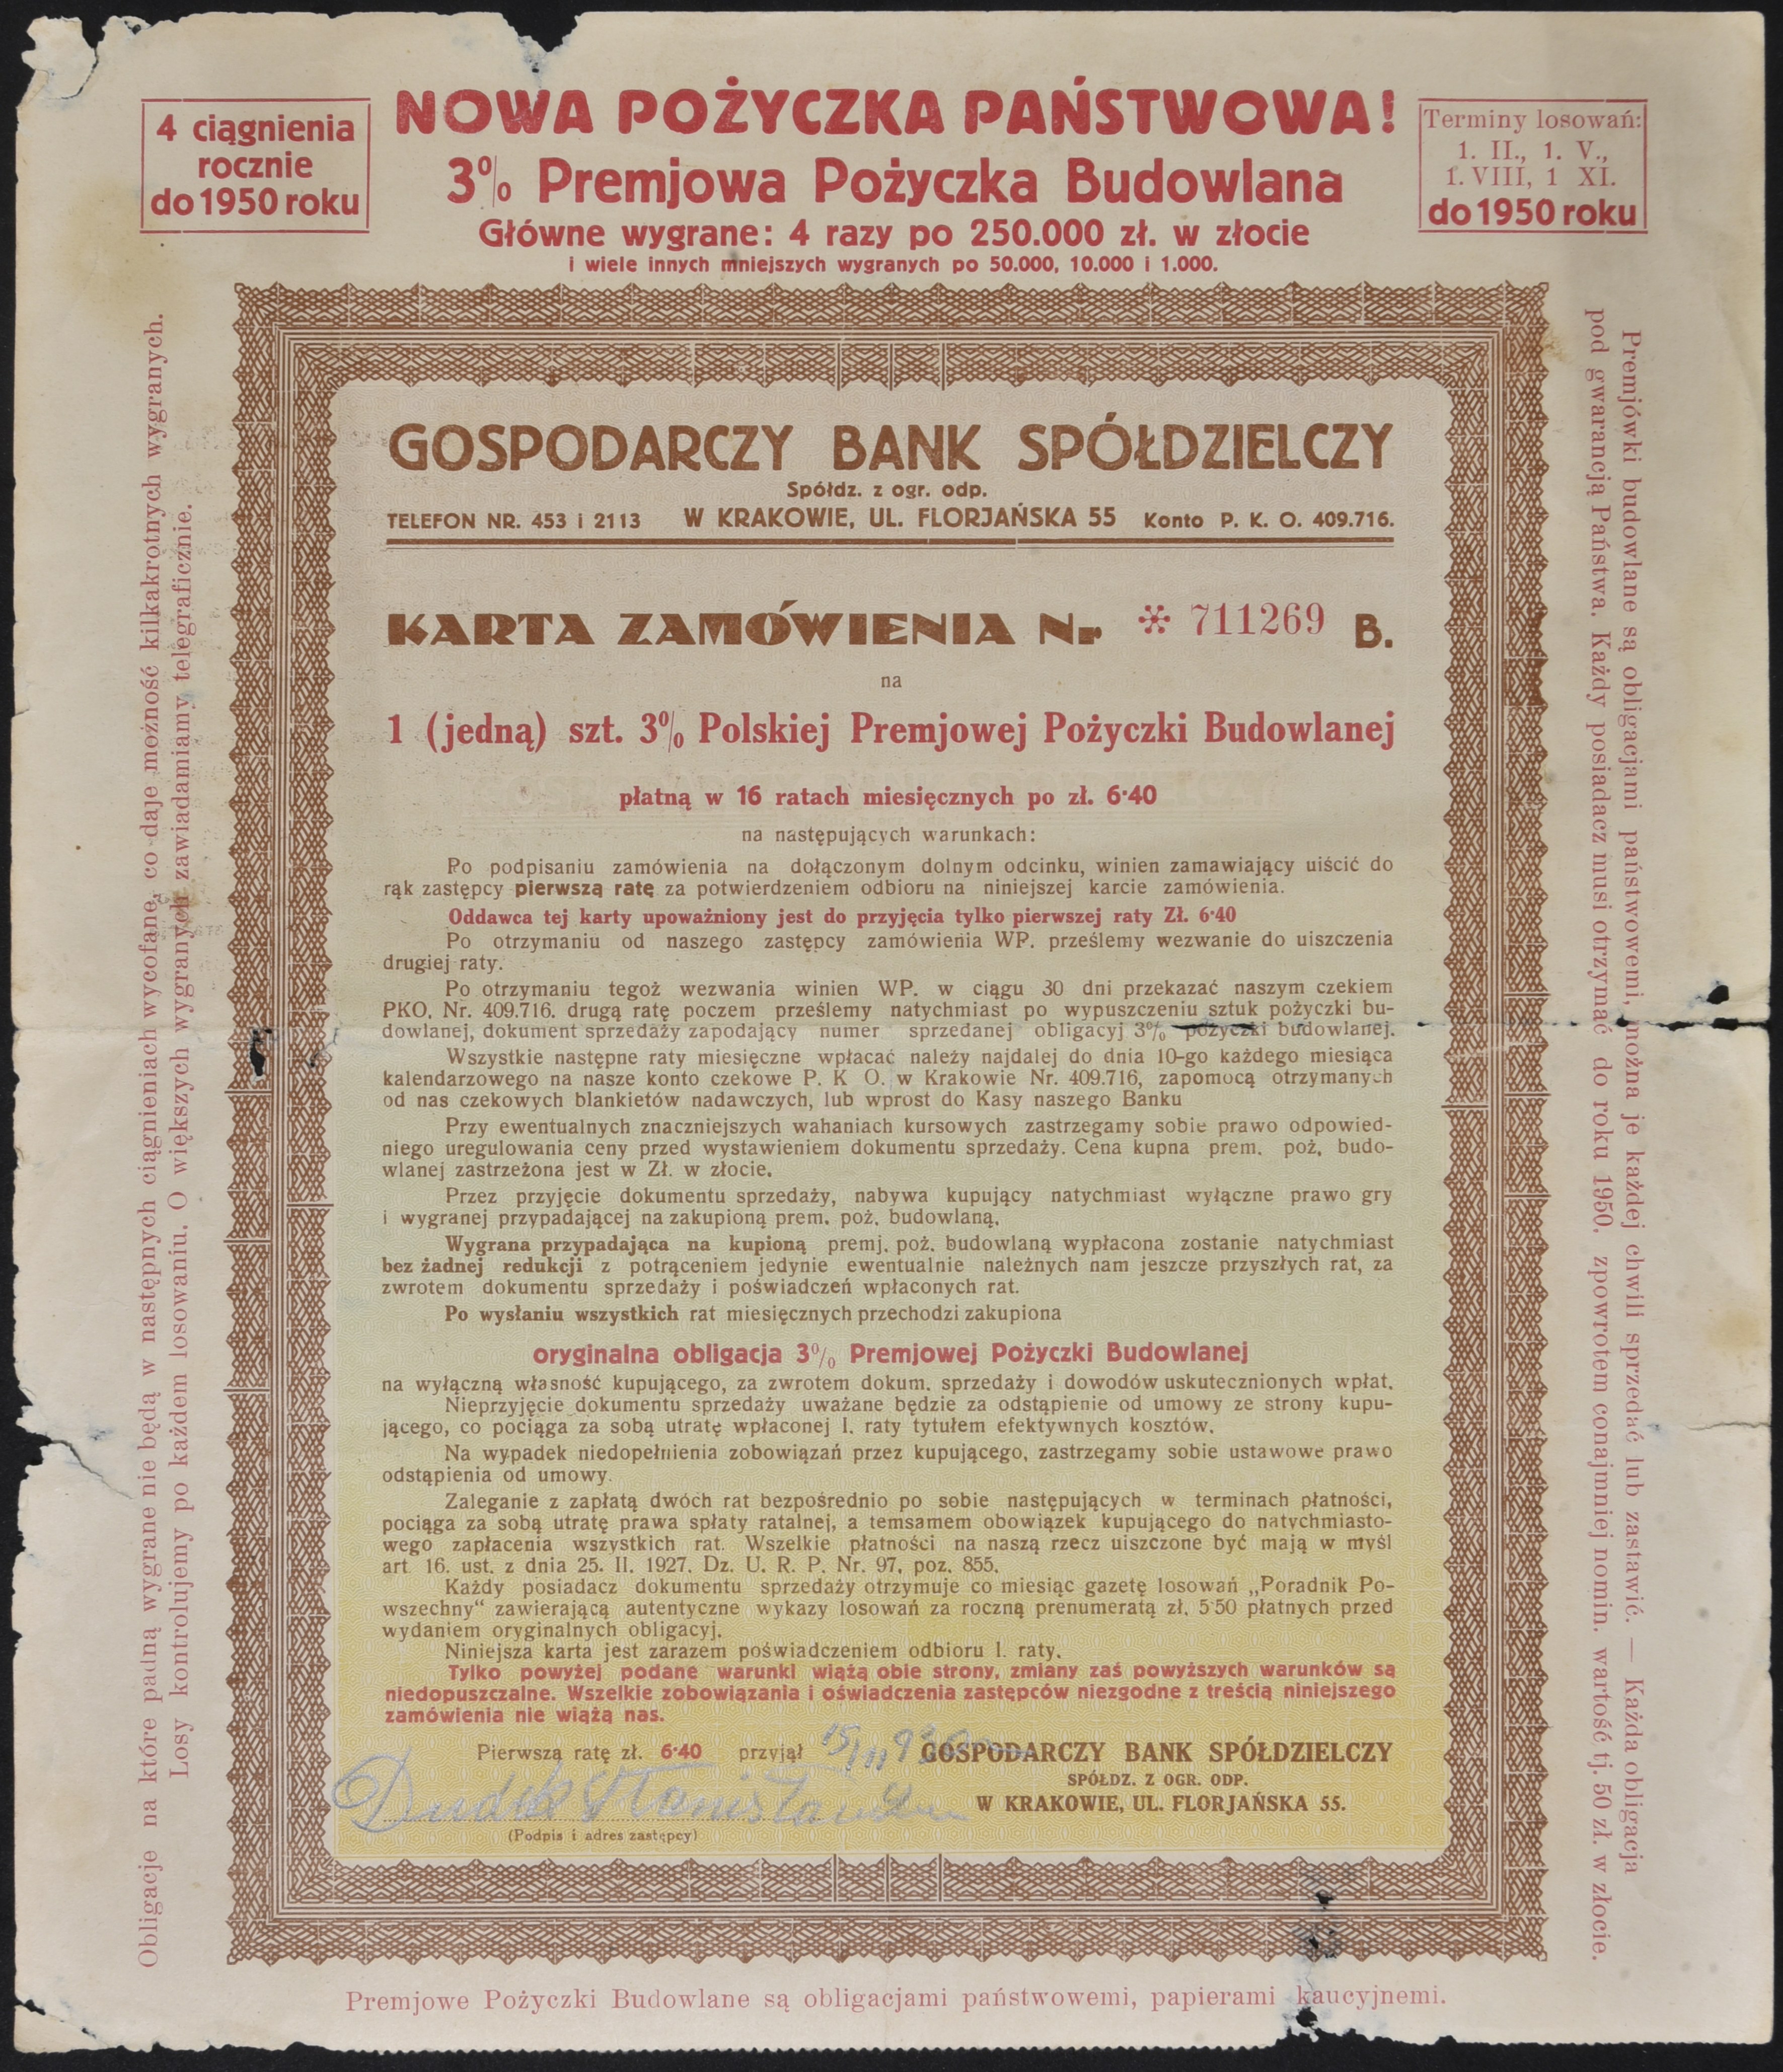 4 ciągnienia
rocznie
do 1950 roku
NOWA POŻYCZKA PAŃSTWOWA!
3% Premjowa Pożyczka Budowlana
Główne wygrane: 4 razy po 250.000 zł. w złocie
i wiele innych mniejszych wygranych po 50.000, 10.000 i 1.000.
Terminy losowań:
1. II., 1. V.,
1. VIII, 1 XI.
do 1950 roku
Obligacje na które padną wygrane nie będą w następnych ciągnieniach wycofane, co daje możność kilkakrotnych wygranych.
Losy kontrolujemy po każdem losowaniu. O większych wygranych zawiadamiamy telegraficznie.
GOSPODARCZY BANK SPÓŁDZIELCZY
Spółdz. z ogr. odp.
TELEFON NR. 453 i 2113 W KRAKOWIE, UL. FLORJAŃSKA 55 Konto P. K. O. 409.716.
KARTA ZAMÓWIENIA Nr * 711269 B.
na
1 (jedną) szt. 3% Polskiej Premjowej Pożyczki Budowlanej
płatną w 16 ratach miesięcznych po zł. 6·40
na następujących warunkach:
Po podpisaniu zamówienia na dołączonym dolnym odcinku, winien zamawiający uiścić do
rąk zastępcy pierwszą ratę za potwierdzeniem odbioru na niniejszej karcie zamówienia.
Oddawca tej karty upoważniony jest do przyjęcia tylko pierwszej raty Zł. 6·40
Po otrzymaniu od naszego zastępcy zamówienia WP. prześlemy wezwanie do uiszczenia
drugiej raty.
Po otrzymaniu tegoż wezwania winien WP. w ciągu 30 dni przekazać naszym czekiem
PKO. Nr. 409.716. drugą ratę poczem prześlemy natychmiast po wypuszczeniu sztuk pożyczki bu-
dowlanej, dokument sprzedaży zapodający numer sprzedanej obligacyj 3% pożyczki budowlanej.
Wszystkie następne raty miesięczne wpłacać należy najdalej do dnia 10-go każdego miesiąca
kalendarzowego na nasze konto czekowe P. K O. w Krakowie Nr. 409.716, zapomocą otrzymanych
od nas czekowych blankietów nadawczych, lub wprost do Kasy naszego Banku
Przy ewentualnych znaczniejszych wahaniach kursowych zastrzegamy sobie prawo odpowied-
niego uregulowania ceny przed wystawieniem dokumentu sprzedaży. Cena kupna prem. poż. budo-
wlanej zastrzeżona jest w Zł. w złocie.
Przez przyjęcie dokumentu sprzedaży, nabywa kupujący natychmiast wyłączne prawo gry
i wygranej przypadającej na zakupioną prem. poż. budowlaną.
Wygrana przypadająca na kupioną premj. poż. budowlaną wypłacona zostanie natychmiast
bez żadnej redukcji z potrąceniem jedynie ewentualnie należnych nam jeszcze przyszłych rat, za
zwrotem dokumentu sprzedaży i poświadczeń wpłaconych rat.
Po wysłaniu wszystkich rat miesięcznych przechodzi zakupiona
oryginalna obligacja 3% Premjowej Pożyczki Budowlanej
na wyłączną własność kupującego, za zwrotem dokum. sprzedaży i dowodów uskutecznionych wpłat.
Nieprzyjęcie dokumentu sprzedaży uważane będzie za odstąpienie od umowy ze strony kupu-
jącego, co pociąga za sobą utratę wpłaconej I. raty tytułem efektywnych kosztów.
Na wypadek niedopełnienia zobowiązań przez kupującego, zastrzegamy sobie ustawowe prawo
odstąpienia od umowy.
Zaleganie z zapłatą dwóch rat bezpośrednio po sobie następujących w terminach płatności,
pociąga za sobą utratę prawa spłaty ratalnej, a temsamem obowiązek kupującego do natychmiasto-
wego zapłacenia wszystkich rat. Wszelkie płatności na naszą rzecz uiszczone być mają w myśl
art. 16. ust. z dnia 25. II. 1927. Dz. U. R. P. Nr. 97, poz. 855.
Każdy posiadacz dokumentu sprzedaży otrzymuje co miesiąc gazetę losowań „Poradnik Po-
wszechny“ zawierającą autentyczne wykazy losowań za roczną prenumeratą zł. 5·50 płatnych przed
wydaniem oryginalnych obligacyj.
Niniejsza karta jest zarazem poświadczeniem odbioru I. raty.
Tylko powyżej podane warunki wiążą obie strony, zmiany zaś powyższych warunków są
niedopuszczalne. Wszelkie zobowiązania i oświadczenia zastępców niezgodne z treścią niniejszego
zamówienia nie wiążą nas.
Pierwszą ratę zł. 6·40 przyjął
Dudek Stanisław
(Podpis i adres zastępcy)
GOSPODARCZY BANK SPÓŁDZIELCZY
SPÓŁDZ. Z OGR. ODP.
W KRAKOWIE, UL. FLORJAŃSKA 55.
Premjówki budowlane są obligacjami państwowemi, można je każdej chwili sprzedać lub zastawić. — Każda obligacja
pod gwarancją Państwa. Każdy posiadacz musi otrzymać do roku 1950. zpowrotem conajmniej nomin. wartość tj. 50 zł. w złocie.
Premjowe Pożyczki Budowlane są obligacjami państwowemi, papierami kaucyjnemi.